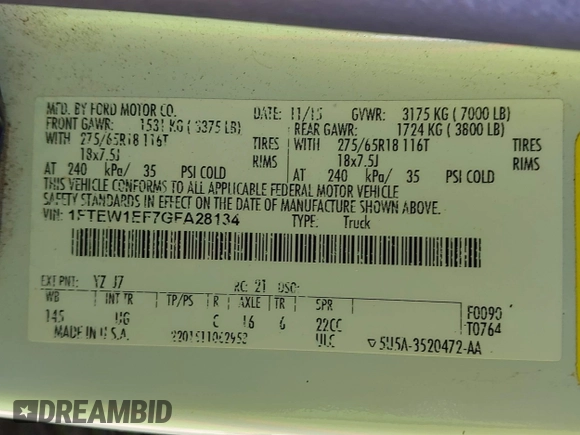 MFD. BY FORD MOTOR CO. DATE: 11/15 GVWR: 3175 KG ( 7000 LB)
FRONT GAWR: 1531 KG ( 3375 LB) REAR GAWR: 1724 KG ( 3800 LB)
WITH 275/65R18 116T TIRES WITH 275/65R18 116T TIRES
18x7.5J RIMS 18x7.5J RIMS
AT 240 kPa/ 35 PSI COLD AT 240 kPa/ 35 PSI COLD
THIS VEHICLE CONFORMS TO ALL APPLICABLE FEDERAL MOTOR VEHICLE
SAFETY STANDARDS IN EFFECT ON THE DATE OF MANUFACTURE SHOWN ABOVE.
VIN: 1FTEW1EF7GFA28134 TYPE: Truck
EXT PNT: YZ J7 RC: 21 DSO:
WB INT TR TP/PS R AXLE TR SPR F0090
145 UG C 16 6 22CC T0764
MADE IN U.S.A. ULC ▽5U5A-3520472-AA
DREAMBID